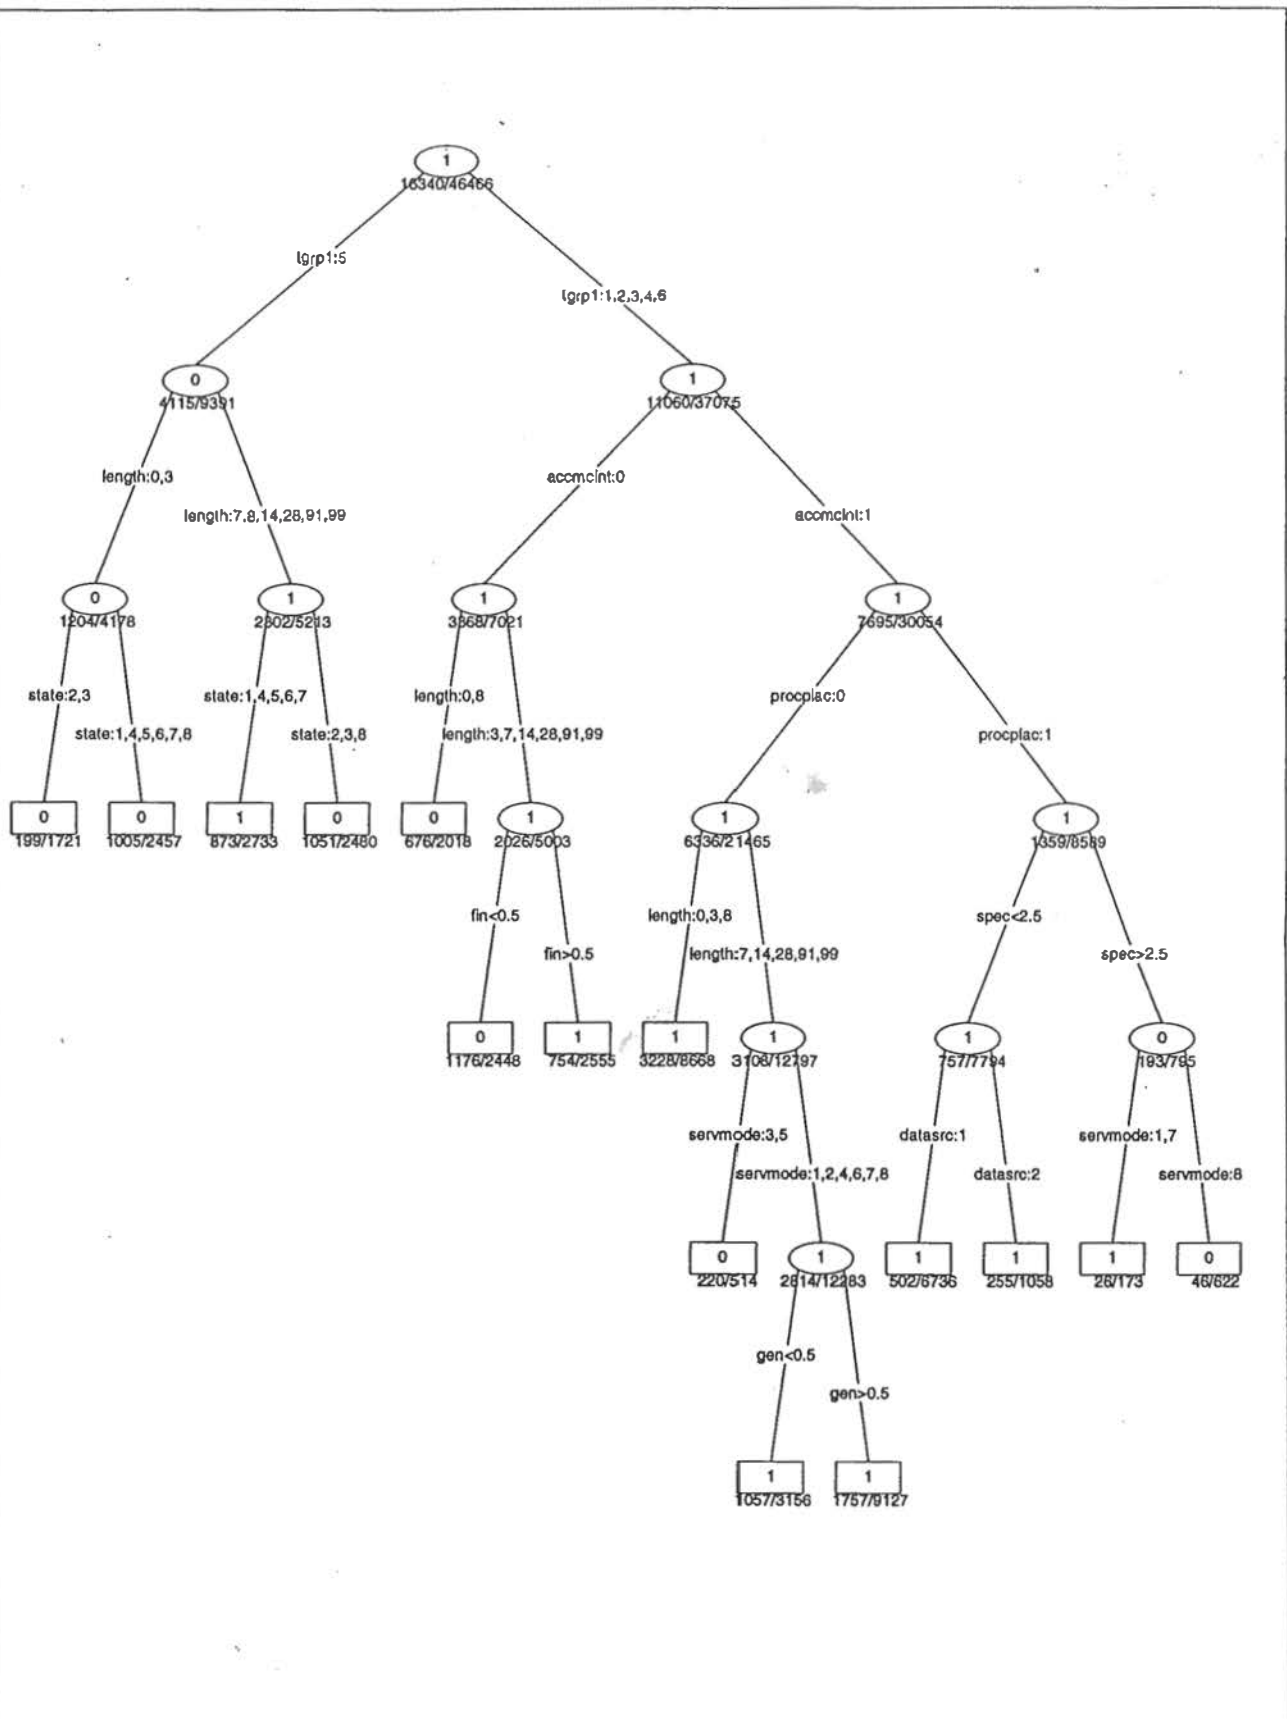 1
16340/46466
lgrp1:5
lgrp1:1,2,3,4,6
0
4115/9391
1
11060/37075
length:0,3
accmcint:0
length:7,8,14,28,91,99
accmcint:1
0
1204/4178
1
2302/5213
1
3368/7021
1
7695/30054
state:2,3
state:1,4,5,6,7
length:0,8
procplac:0
state:1,4,5,6,7,8
state:2,3,8
length:3,7,14,28,91,99
procplac:1
0
199/1721
0
1005/2457
1
873/2733
0
1051/2480
0
676/2018
1
2026/5003
1
6336/21465
1
1359/8589
fin<0.5
length:0,3,8
spec<2.5
fin>0.5
length:7,14,28,91,99
spec>2.5
0
1176/2448
1
754/2555
1
3228/8668
1
3108/12797
1
757/7794
0
193/795
servmode:3,5
datasrc:1
servmode:1,7
servmode:1,2,4,6,7,8
datasrc:2
servmode:8
0
220/514
1
2814/12283
1
502/6736
1
255/1058
1
26/173
0
46/622
gen<0.5
gen>0.5
1
1057/3156
1
1757/9127